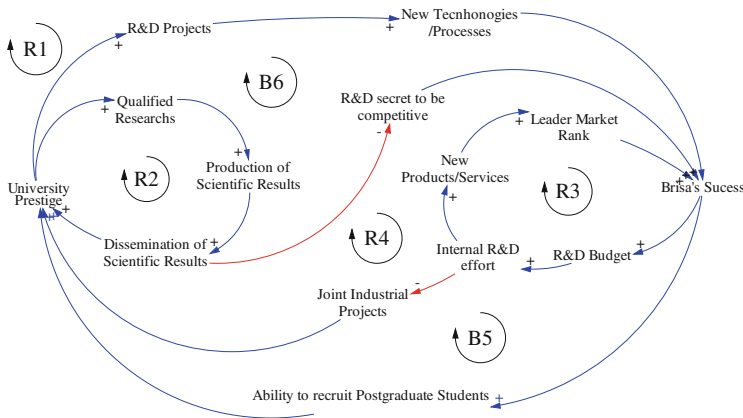 R1
R&D Projects
New Tecnhonogies
/Processes
+
+
B6
R&D secret to be
competitive
-
Qualified
Researchs
+
+
Leader Market
Rank
+
Production of
Scientific Results
R2
New
Products/Services
+
R3
+
Brisa's Sucess
University
Prestige
+
+
Dissemination of
Scientific Results
R4
Internal R&D
effort
+
R&D Budget
+
-
Joint Industrial
Projects
B5
Ability to recruit Postgraduate Students
+